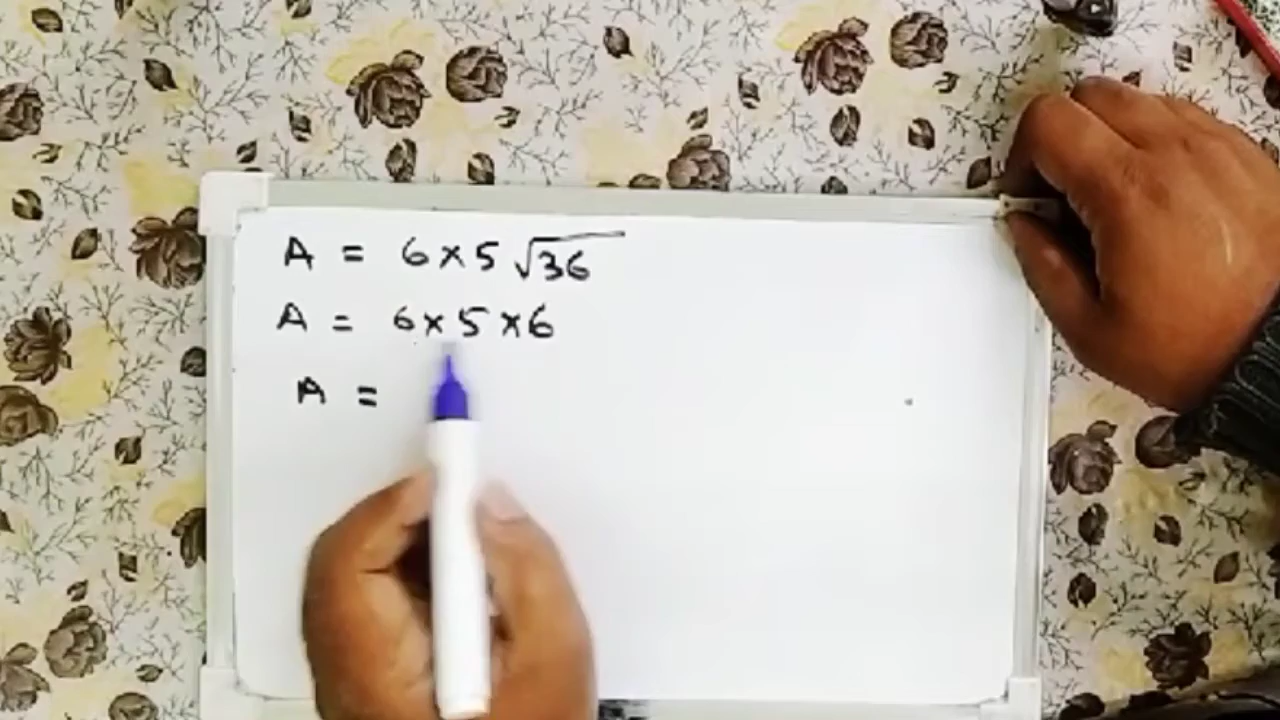 A = 6×5 √36
A = 6×5×6
A =